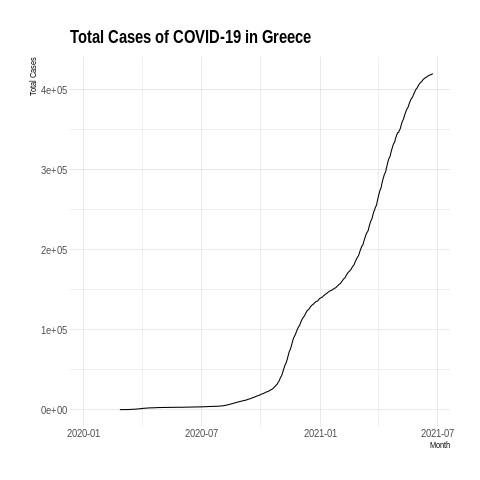 Total Cases of COVID-19 in Greece
Total Cases
4e+05
3e+05
2e+05
1e+05
0e+00
2020-01 2020-07 2021-01 2021-07
Month